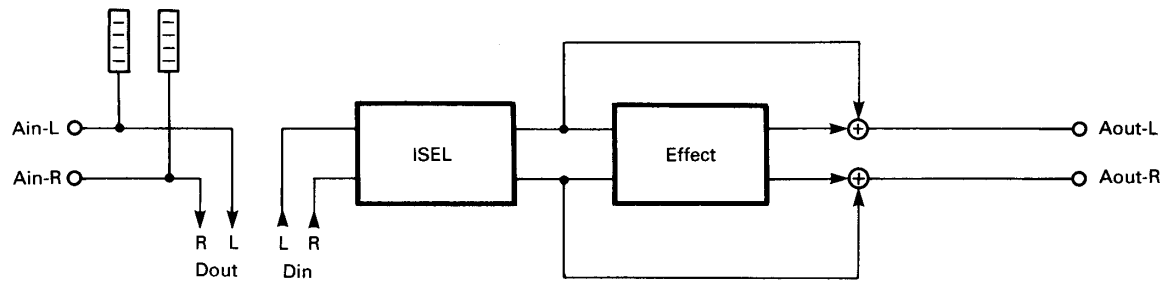 Ain-L
Ain-R
R L
Dout
L R
Din
ISEL
Effect
Aout-L
Aout-R